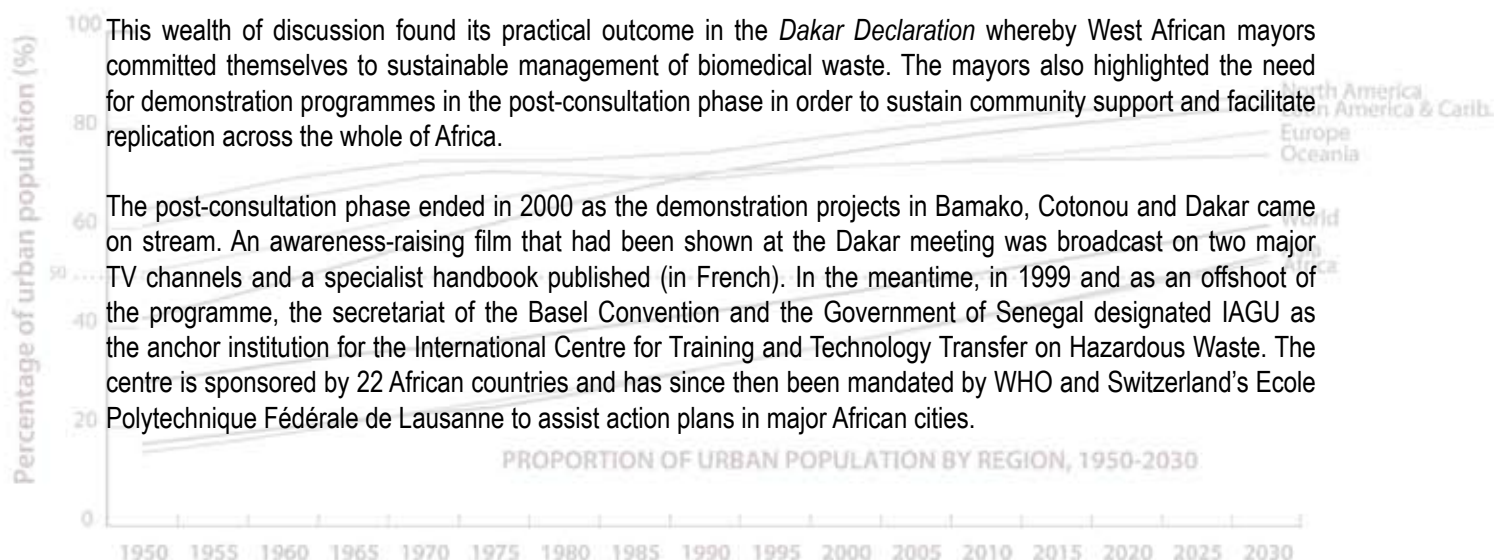 Percentage of urban population (%)
100
80
60
50
40
20
0
This wealth of discussion found its practical outcome in the Dakar Declaration whereby West African mayors
committed themselves to sustainable management of biomedical waste. The mayors also highlighted the need
for demonstration programmes in the post-consultation phase in order to sustain community support and facilitate
replication across the whole of Africa.
The post-consultation phase ended in 2000 as the demonstration projects in Bamako, Cotonou and Dakar came
on stream. An awareness-raising film that had been shown at the Dakar meeting was broadcast on two major
TV channels and a specialist handbook published (in French). In the meantime, in 1999 and as an offshoot of
the programme, the secretariat of the Basel Convention and the Government of Senegal designated IAGU as
the anchor institution for the International Centre for Training and Technology Transfer on Hazardous Waste. The
centre is sponsored by 22 African countries and has since then been mandated by WHO and Switzerland's Ecole
Polytechnique Fédérale de Lausanne to assist action plans in major African cities.
North America
Latin America & Carib.
Europe
Oceania
World
Africa
PROPORTION OF URBAN POPULATION BY REGION, 1950-2030
1950 1955 1960 1965 1970 1975 1980 1985 1990 1995 2000 2005 2010 2015 2020 2025 2030